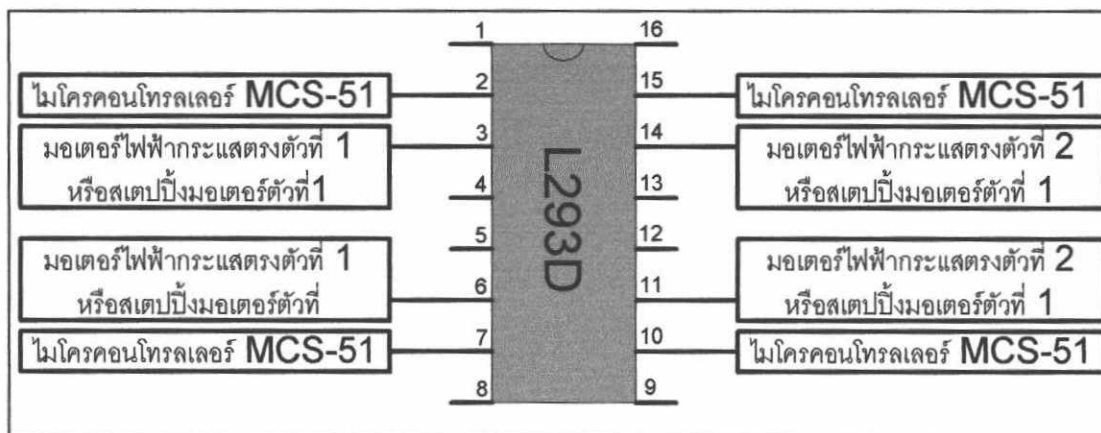 1 16
ไมโครคอนโทรลเลอร์ MCS-51 2 15 ไมโครคอนโทรลเลอร์ MCS-51
มอเตอร์ไฟฟ้ากระแสตรงตัวที่ 1 3 14 มอเตอร์ไฟฟ้ากระแสตรงตัวที่ 2
หรือสเตปปิ้งมอเตอร์ตัวที่1 หรือสเตปปิ้งมอเตอร์ตัวที่ 1
4 13
L293D
5 12
มอเตอร์ไฟฟ้ากระแสตรงตัวที่ 1 มอเตอร์ไฟฟ้ากระแสตรงตัวที่ 2
หรือสเตปปิ้งมอเตอร์ตัวที่ 6 11 หรือสเตปปิ้งมอเตอร์ตัวที่ 1
ไมโครคอนโทรลเลอร์ MCS-51 7 10 ไมโครคอนโทรลเลอร์ MCS-51
8 9